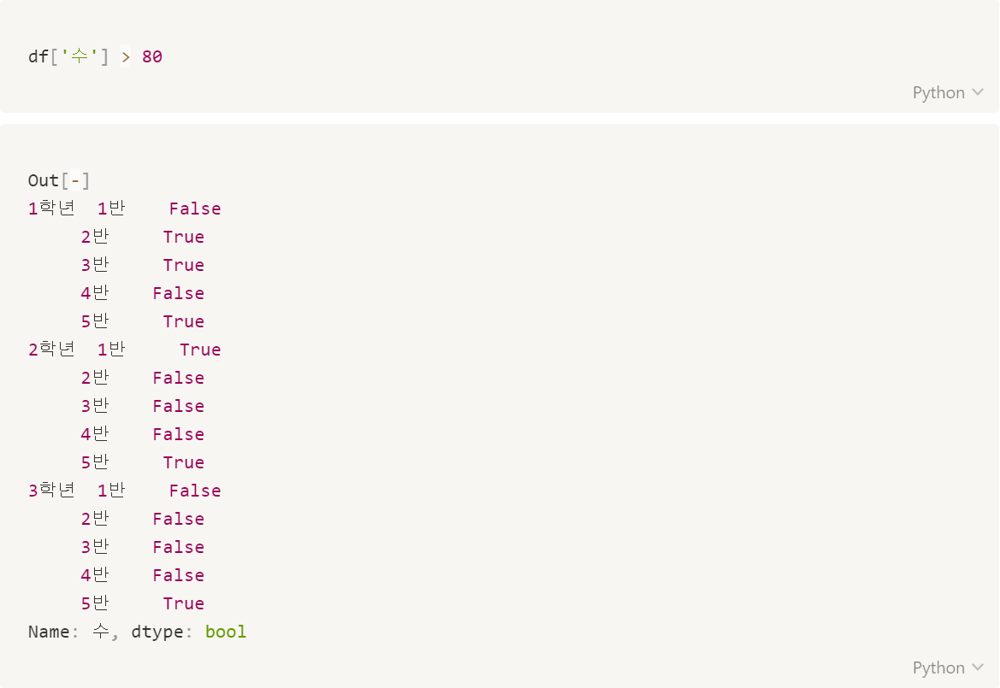 df['수'] > 80
Python
Out[-]
1학년  1반    False
     2반     True
     3반     True
     4반    False
     5반     True
2학년  1반     True
     2반    False
     3반    False
     4반    False
     5반     True
3학년  1반    False
     2반    False
     3반    False
     4반    False
     5반     True
Name: 수, dtype: bool
Python